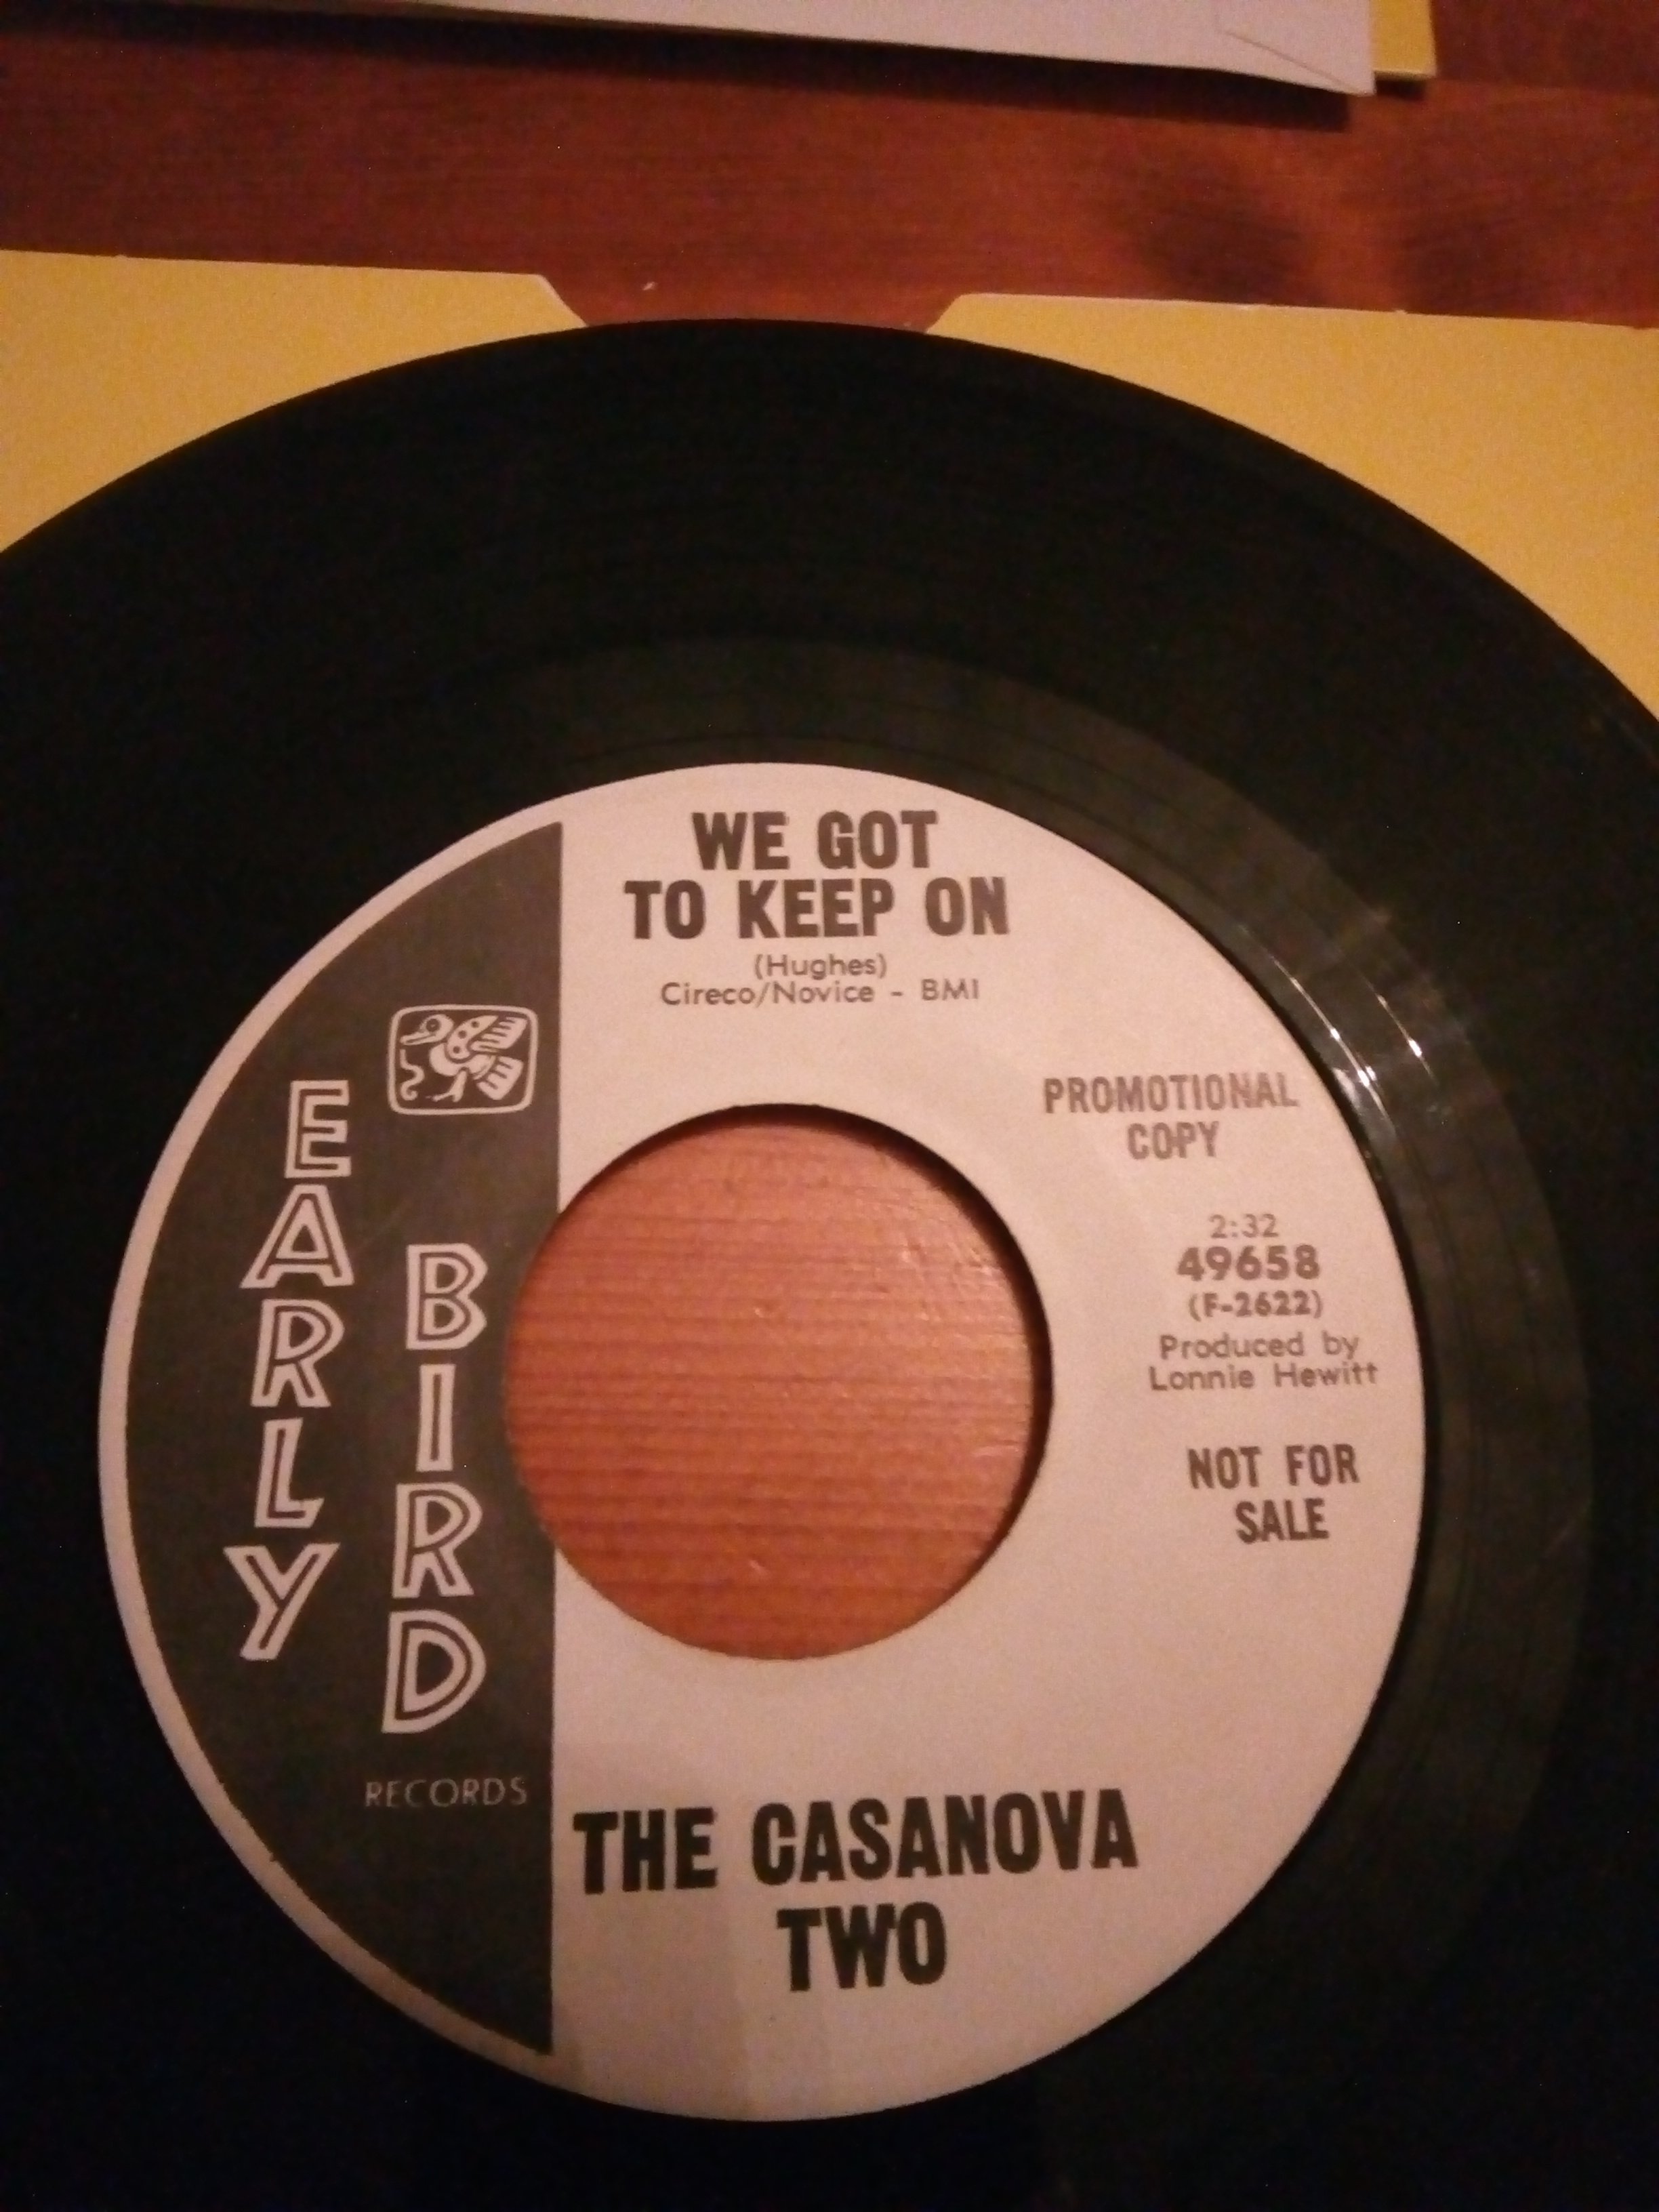 WE GOT
TO KEEP ON
(Hughes)
Cireco/Novice - BMI
EARLY
BIRD
RECORDS
PROMOTIONAL
COPY
2:32
49658
(F-2622)
Produced by
Lonnie Hewitt
NOT FOR
SALE
THE CASANOVA
TWO